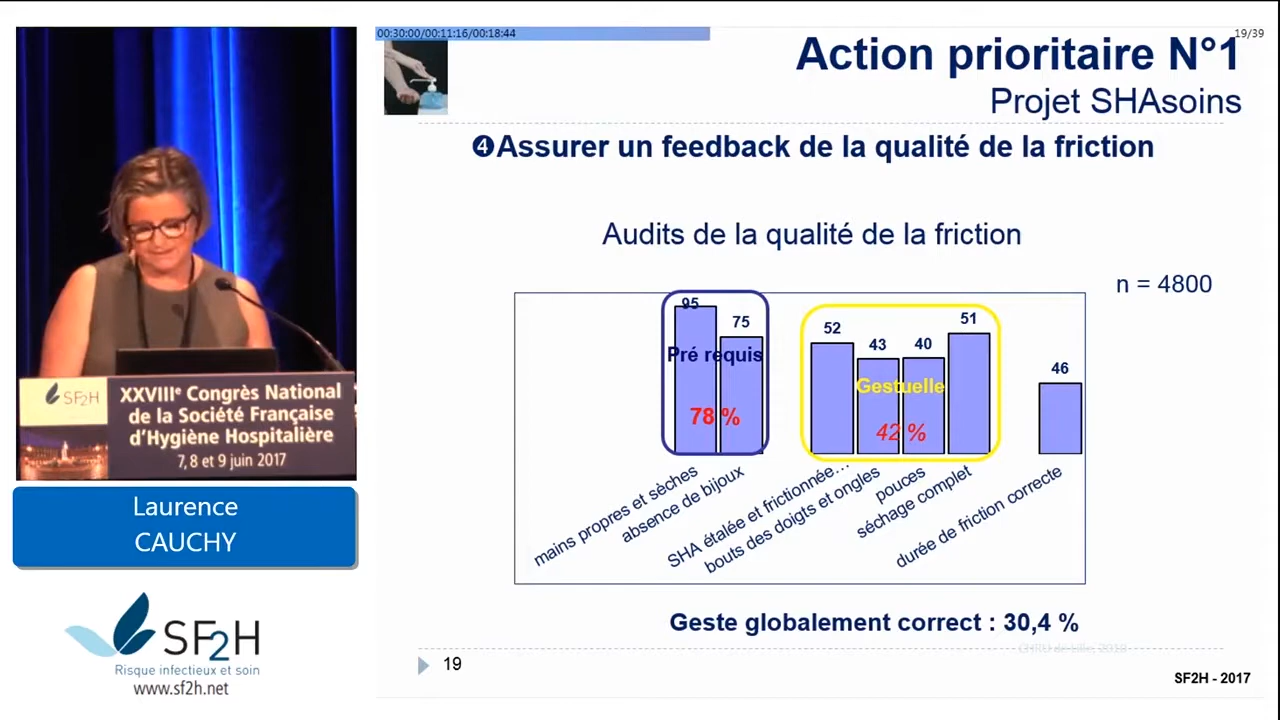 00:30:00/00:11:16/00:18:44
19/39
Action prioritaire N°1
Projet SHAsoins
❹Assurer un feedback de la qualité de la friction
Audits de la qualité de la friction
n = 4800
95
75
Pré requis
78 %
52
43
40
51
Gestuelle
42 %
46
mains propres et sèches
absence de bijoux
SHA étalée et frictionnée…
bouts des doigts et ongles
pouces
séchage complet
durée de friction correcte
Geste globalement correct : 30,4 %
CHRU de Lille, 2010
19
SF2H - 2017
SF2H
XXVIIIe Congrès National
de la Société Française
d'Hygiène Hospitalière
7, 8 et 9 juin 2017
Laurence
CAUCHY
SF2H
Risque infectieux et soin
www.sf2h.net